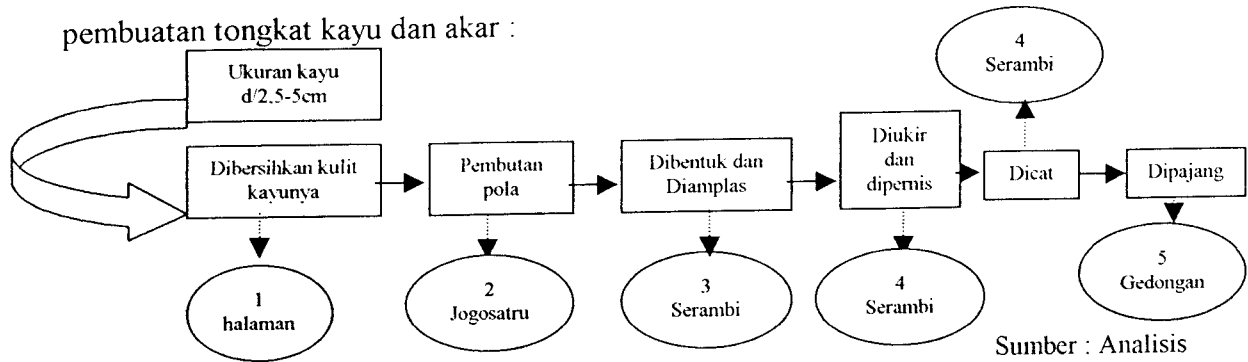 pembuatan tongkat kayu dan akar :
Ukuran kayu
d/2,5-5cm
Dibersihkan kulit
kayunya
Pembutan
pola
Dibentuk dan
Diamplas
Diukir
dan
dipernis
Dicat
Dipajang
4
Serambi
1
halaman
2
Jogosatru
3
Serambi
4
Serambi
5
Gedongan
Sumber : Analisis